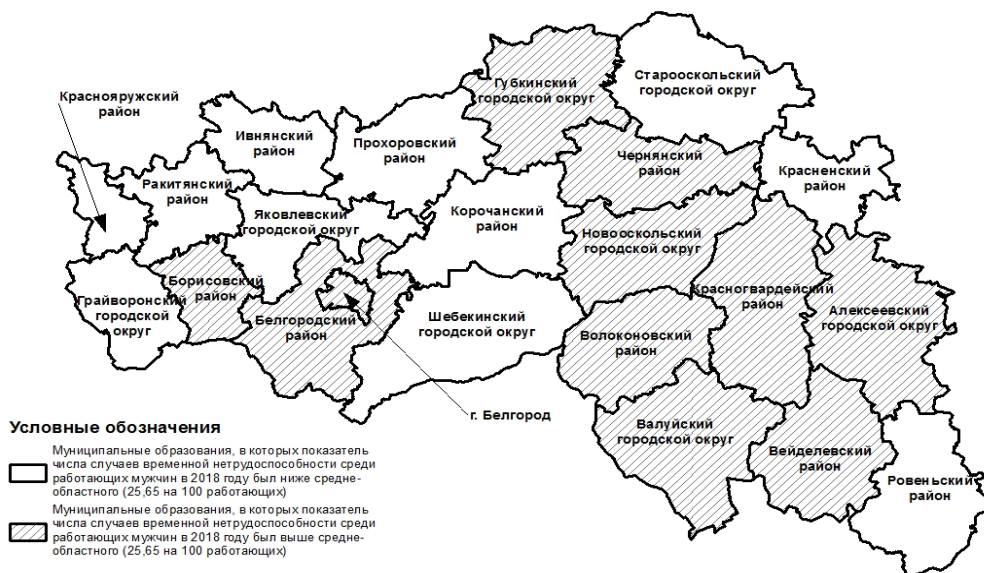 Губкинский
городской округ
Старооскольский
городской округ
Краснояружский
район
Ивнянский
район
Прохоровский
район
Чернянский
район
Красненский
район
Ракитянский
район
Яковлевский
городской округ
Корочанский
район
Новооскольский
городской округ
Борисовский
район
Красногвардейский
район
Грайворонский
городской
округ
Белгородский
район
Шебекинский
городской округ
Волоконовский
район
Алексеевский
городской округ
г. Белгород
Валуйский
городской округ
Вейделевский
район
Ровеньский
район
Условные обозначения
Муниципальные образования, в которых показатель
числа случаев временной нетрудоспособности среди
работающих мужчин в 2018 году был ниже средне-
областного (25,65 на 100 работающих)
Муниципальные образования, в которых показатель
числа случаев временной нетрудоспособности среди
работающих мужчин в 2018 году был выше средне-
областного (25,65 на 100 работающих)